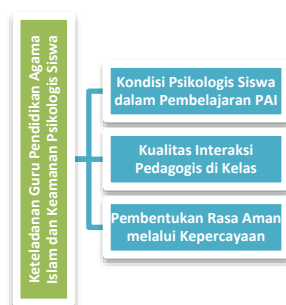 Keteladanan Guru Pendidikan Agama
Islam dan Keamanan Psikologis Siswa
Kondisi Psikologis Siswa
dalam Pembelajaran PAI
Kualitas Interaksi
Pedagogis di Kelas
Pembentukan Rasa Aman
melalui Kepercayaan